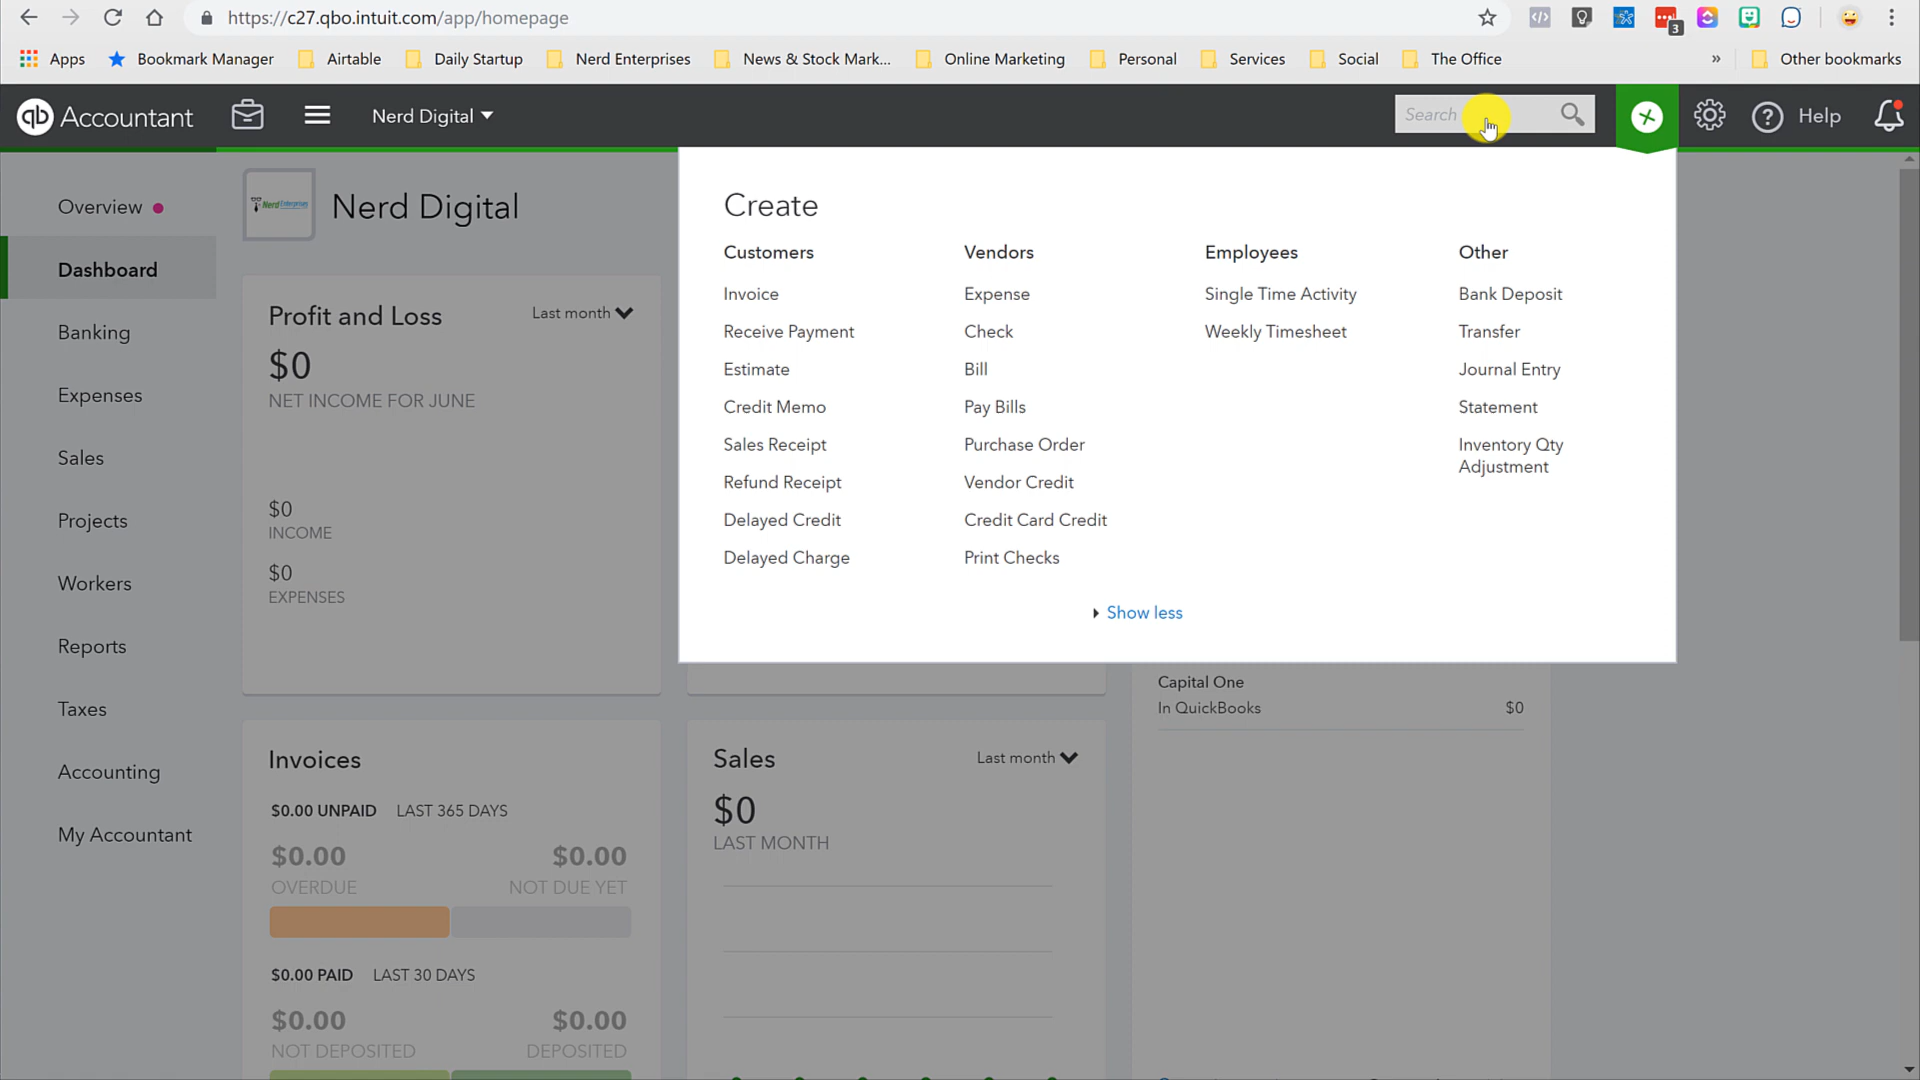 https://c27.qbo.intuit.com/app/homepage
3
Apps Bookmark Manager Airtable Daily Startup Nerd Enterprises News & Stock Mark... Online Marketing Personal Services Social The Office » Other bookmarks
qb Accountant Nerd Digital Search Help
Overview
Dashboard
Banking
Expenses
Sales
Projects
Workers
Reports
Taxes
Accounting
My Accountant
Nerd Enterprises
Nerd Digital
Profit and Loss Last month
$0
NET INCOME FOR JUNE
$0
INCOME
$0
EXPENSES
Create
Customers
Invoice
Receive Payment
Estimate
Credit Memo
Sales Receipt
Refund Receipt
Delayed Credit
Delayed Charge
Vendors
Expense
Check
Bill
Pay Bills
Purchase Order
Vendor Credit
Credit Card Credit
Print Checks
Employees
Single Time Activity
Weekly Timesheet
Other
Bank Deposit
Transfer
Journal Entry
Statement
Inventory Qty
Adjustment
Show less
Capital One
In QuickBooks $0
Invoices
$0.00 UNPAID LAST 365 DAYS
$0.00 $0.00
OVERDUE NOT DUE YET
$0.00 PAID LAST 30 DAYS
$0.00 $0.00
NOT DEPOSITED DEPOSITED
Sales Last month
$0
LAST MONTH